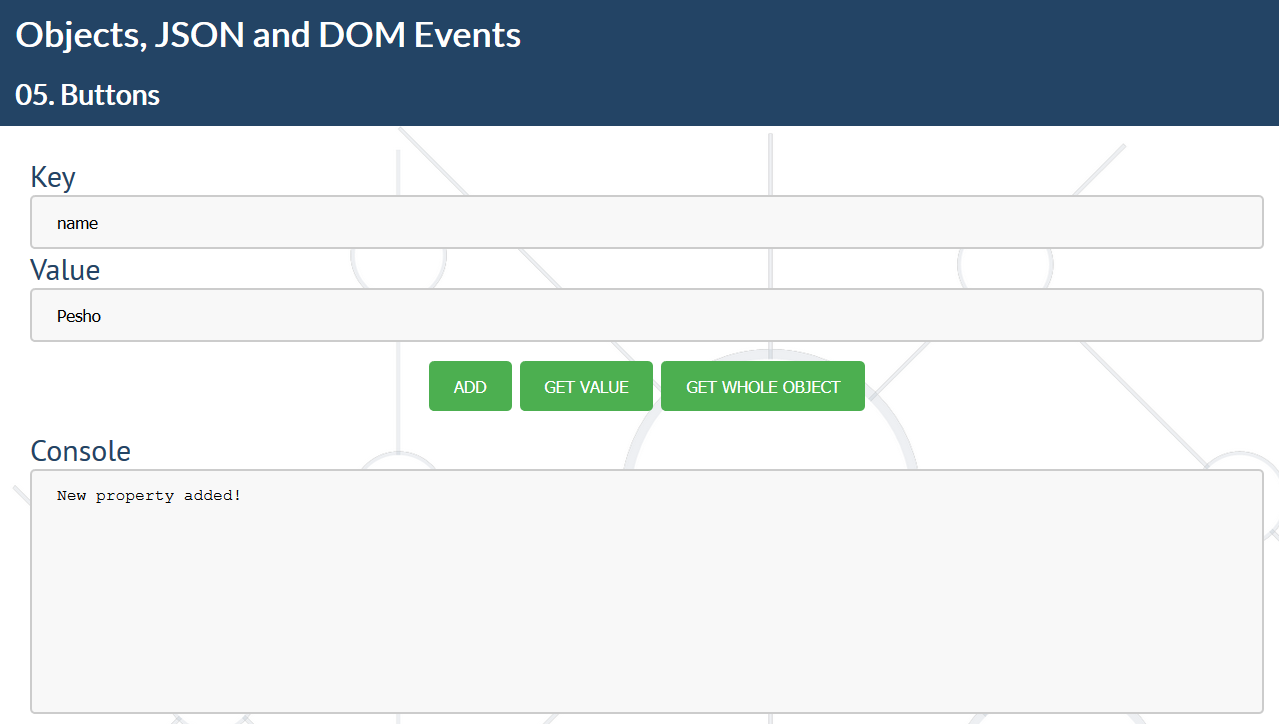 Objects, JSON and DOM Events
05. Buttons
Key
name
Value
Pesho
ADD GET VALUE GET WHOLE OBJECT
Console
New property added!